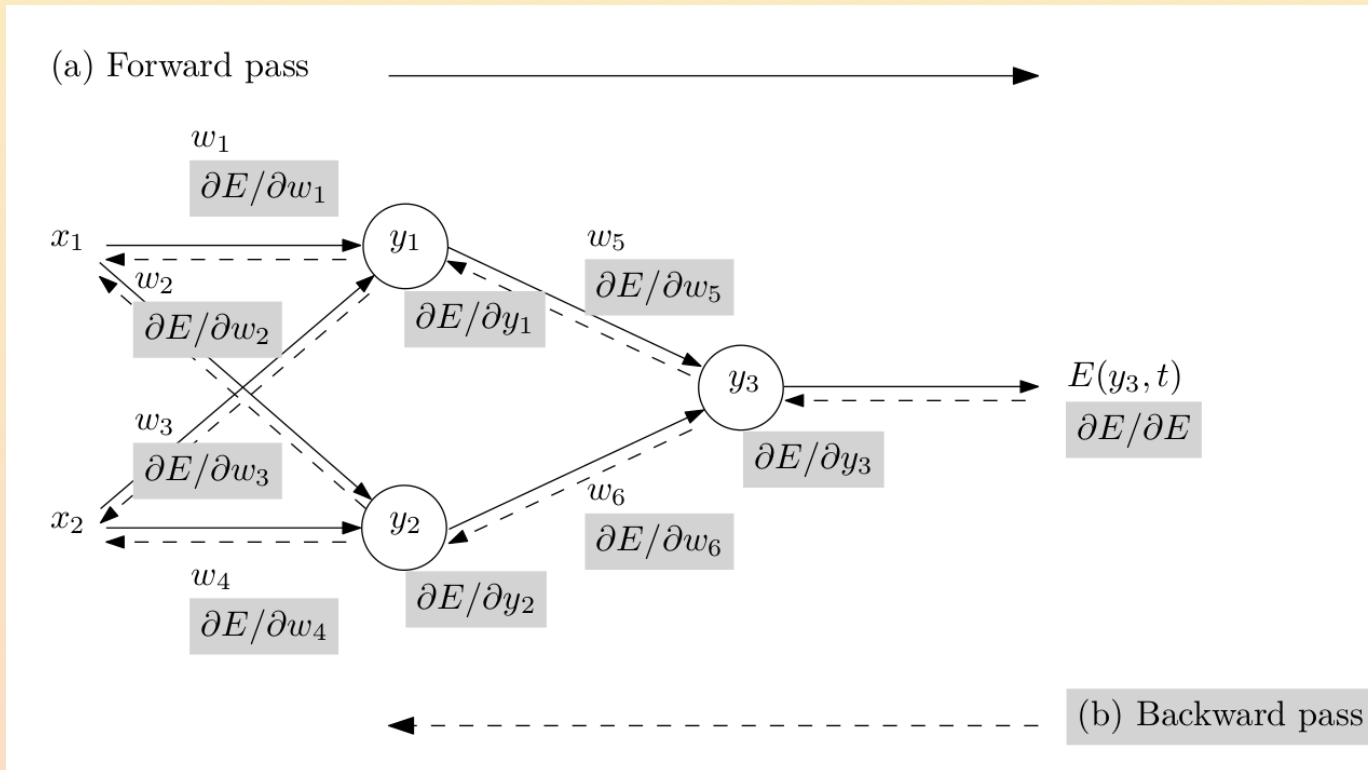 (a) Forward pass
w₁
∂E/∂w₁
x₁
y₁
w₅
w₂
∂E/∂w₅
∂E/∂y₁
∂E/∂w₂
y₃
E(y₃, t)
∂E/∂E
w₃
∂E/∂y₃
∂E/∂w₃
w₆
x₂
y₂
∂E/∂w₆
w₄
∂E/∂y₂
∂E/∂w₄
(b) Backward pass